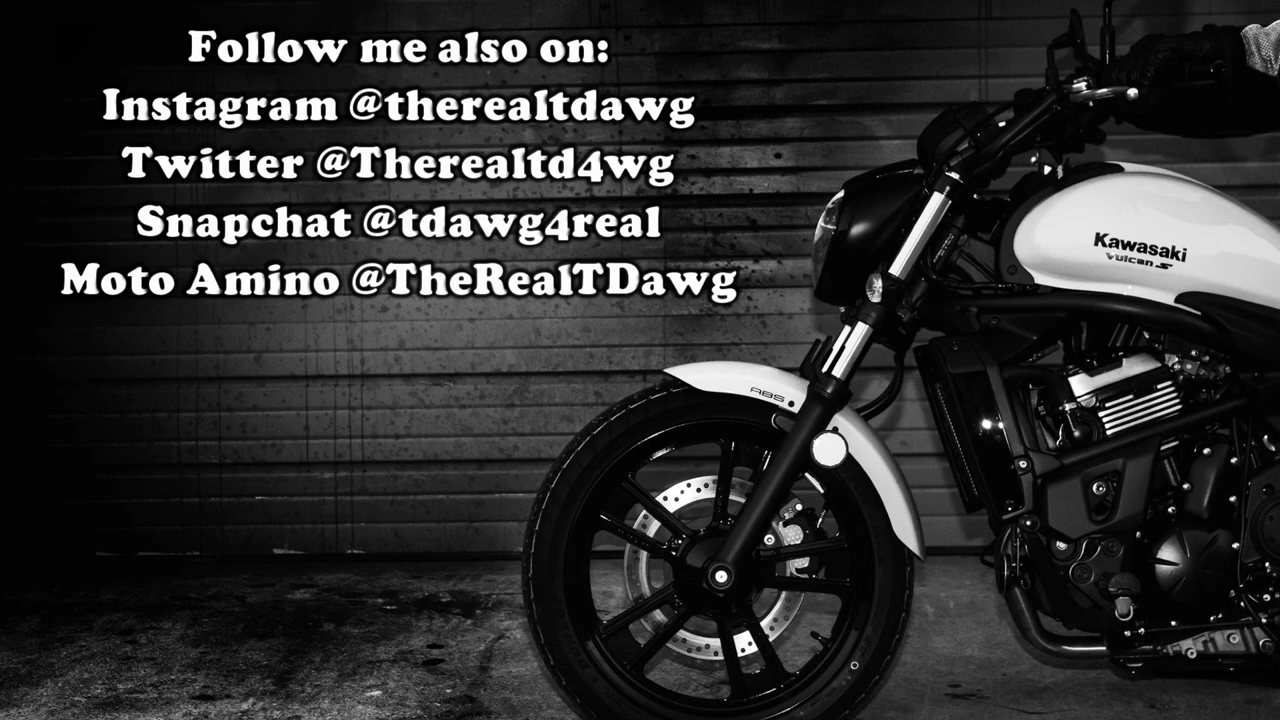 Follow me also on:
Instagram @therealtdawg
Twitter @Therealtd4wg
Snapchat @tdawg4real
Moto Amino @TheRealTDawg
Kawasaki
Vulcan S
ABS